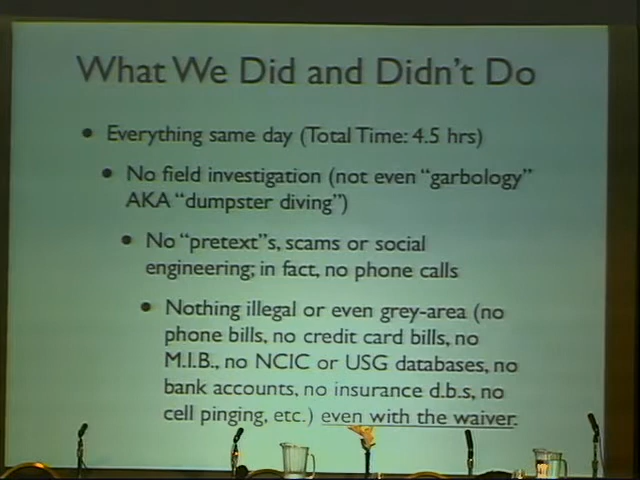 What We Did and Didn't Do
• Everything same day (Total Time: 4.5 hrs)
• No field investigation (not even "garbology"
AKA "dumpster diving")
• No "pretext"s, scams or social
engineering; in fact, no phone calls
• Nothing illegal or even grey-area (no
phone bills, no credit card bills, no
M.I.B., no NCIC or USG databases, no
bank accounts, no insurance d.b.s, no
cell pinging, etc.) even with the waiver.